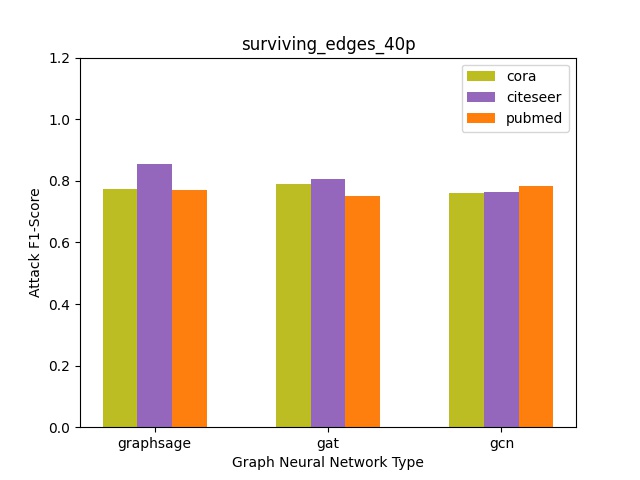 surviving_edges_40p
1.2
1.0
0.8
0.6
0.4
0.2
0.0
Attack F1-Score
cora
citeseer
pubmed
graphsage gat gcn
Graph Neural Network Type